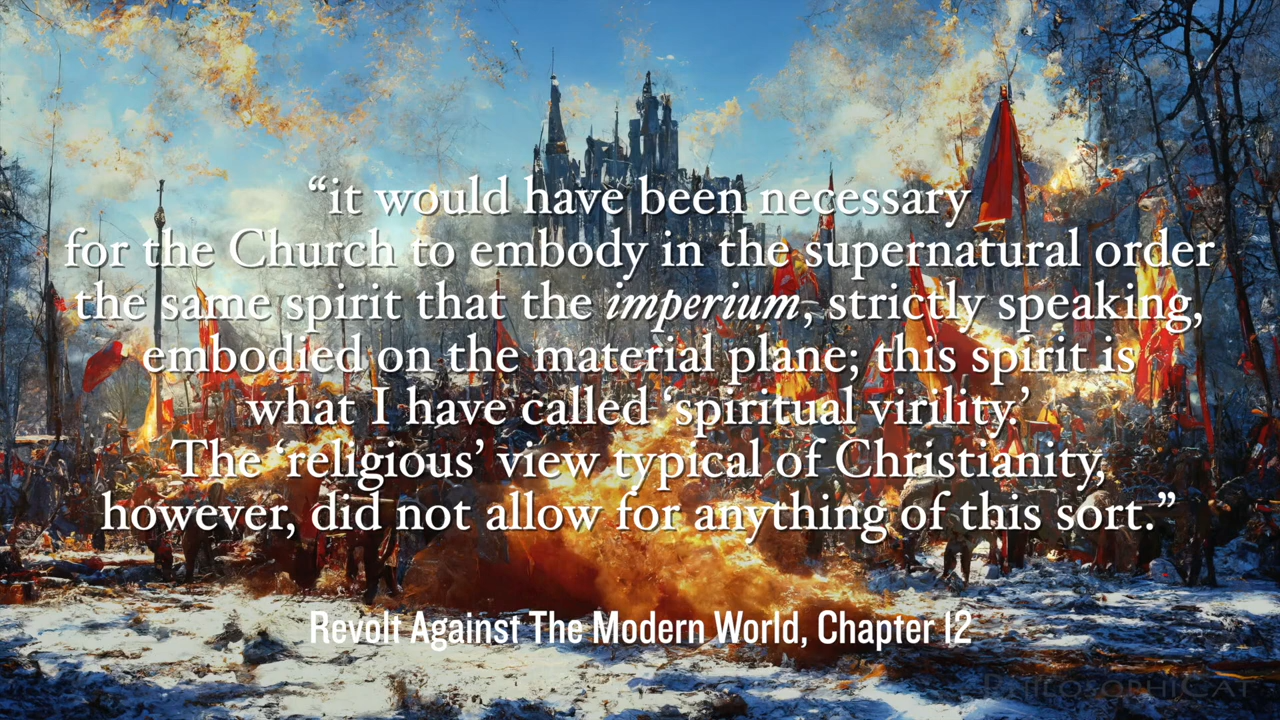 “it would have been necessary
for the Church to embody in the supernatural order
the same spirit that the imperium, strictly speaking,
embodied on the material plane; this spirit is
what I have called ‘spiritual virility.’
The ‘religious’ view typical of Christianity,
however, did not allow for anything of this sort.”
Revolt Against The Modern World, Chapter 12
PHILOSOPHICAT